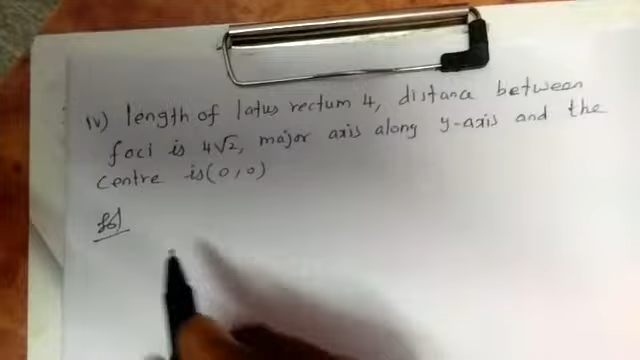 iv) length of latus rectum 4, distance between
foci is 4√2, major axis along y-axis and the
centre is (0,0)
Sol